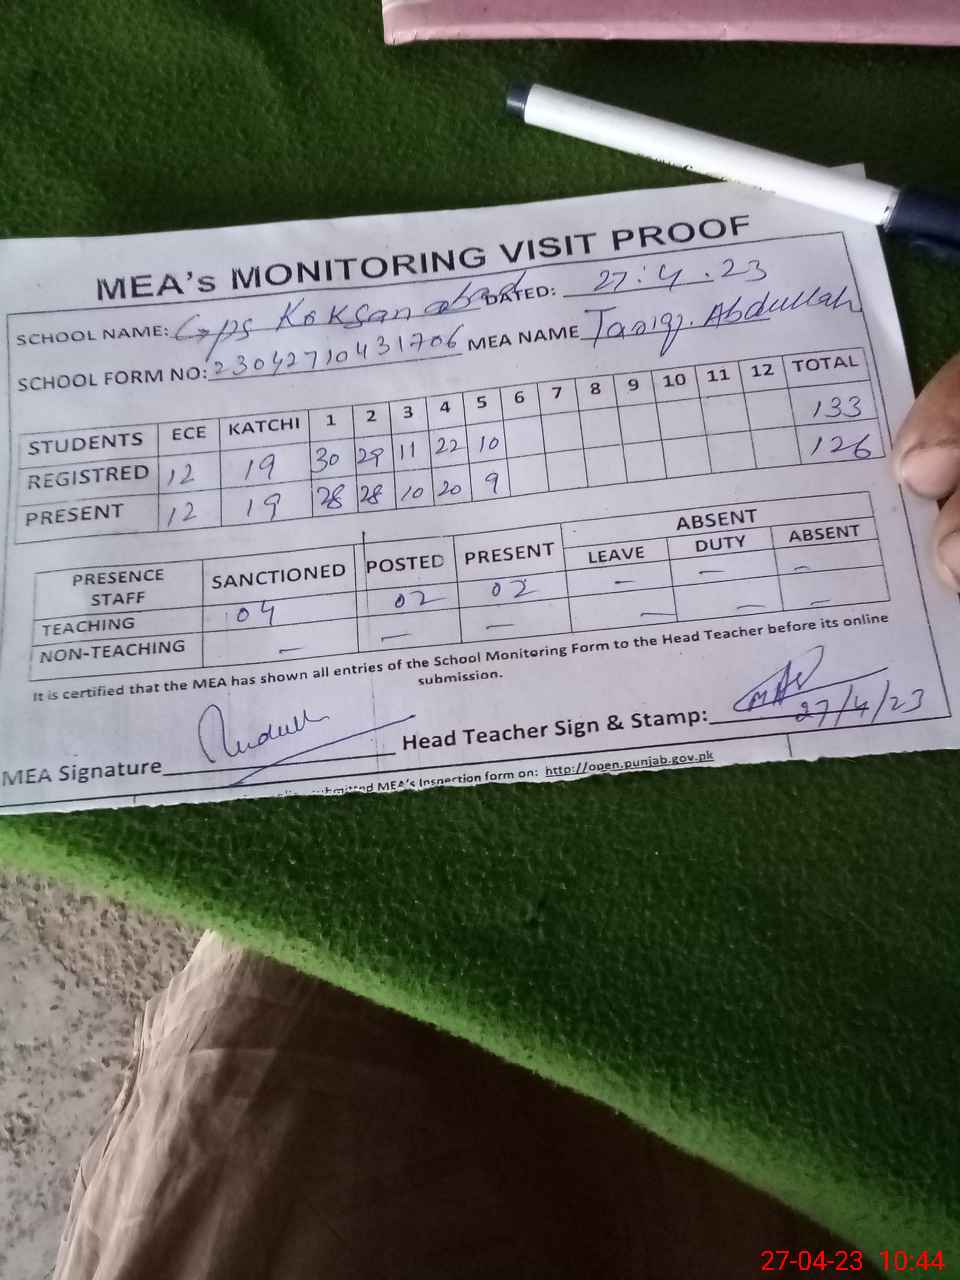 MEA's MONITORING VISIT PROOF
SCHOOL NAME: Gps Koksanabad DATED: 27.4.23
SCHOOL FORM NO: 23042710431706 MEA NAME Tariq. Abdullah
STUDENTS ECE KATCHI 1 2 3 4 5 6 7 8 9 10 11 12 TOTAL
REGISTRED 12 19 30 29 11 22 10 133
PRESENT 12 19 28 28 10 20 9 126
PRESENCE STAFF SANCTIONED POSTED PRESENT ABSENT
LEAVE DUTY ABSENT
TEACHING 04 02 02 — — —
NON-TEACHING — — — — — —
It is certified that the MEA has shown all entries of the School Monitoring Form to the Head Teacher before its online
submission.
MEA Signature Head Teacher Sign & Stamp: 27/4/23
submitted MEA's Inspection form on: http://open.punjab.gov.pk
27-04-23 10:44